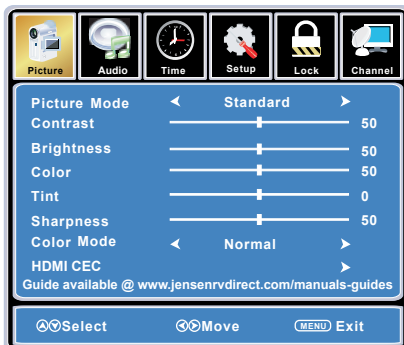 Picture Audio Time Setup Lock Channel
Picture Mode Standard
Contrast 50
Brightness 50
Color 50
Tint 0
Sharpness 50
Color Mode Normal
HDMI CEC
Guide available @ www.jensenrvdirect.com/manuals-guides
Select Move MENU Exit